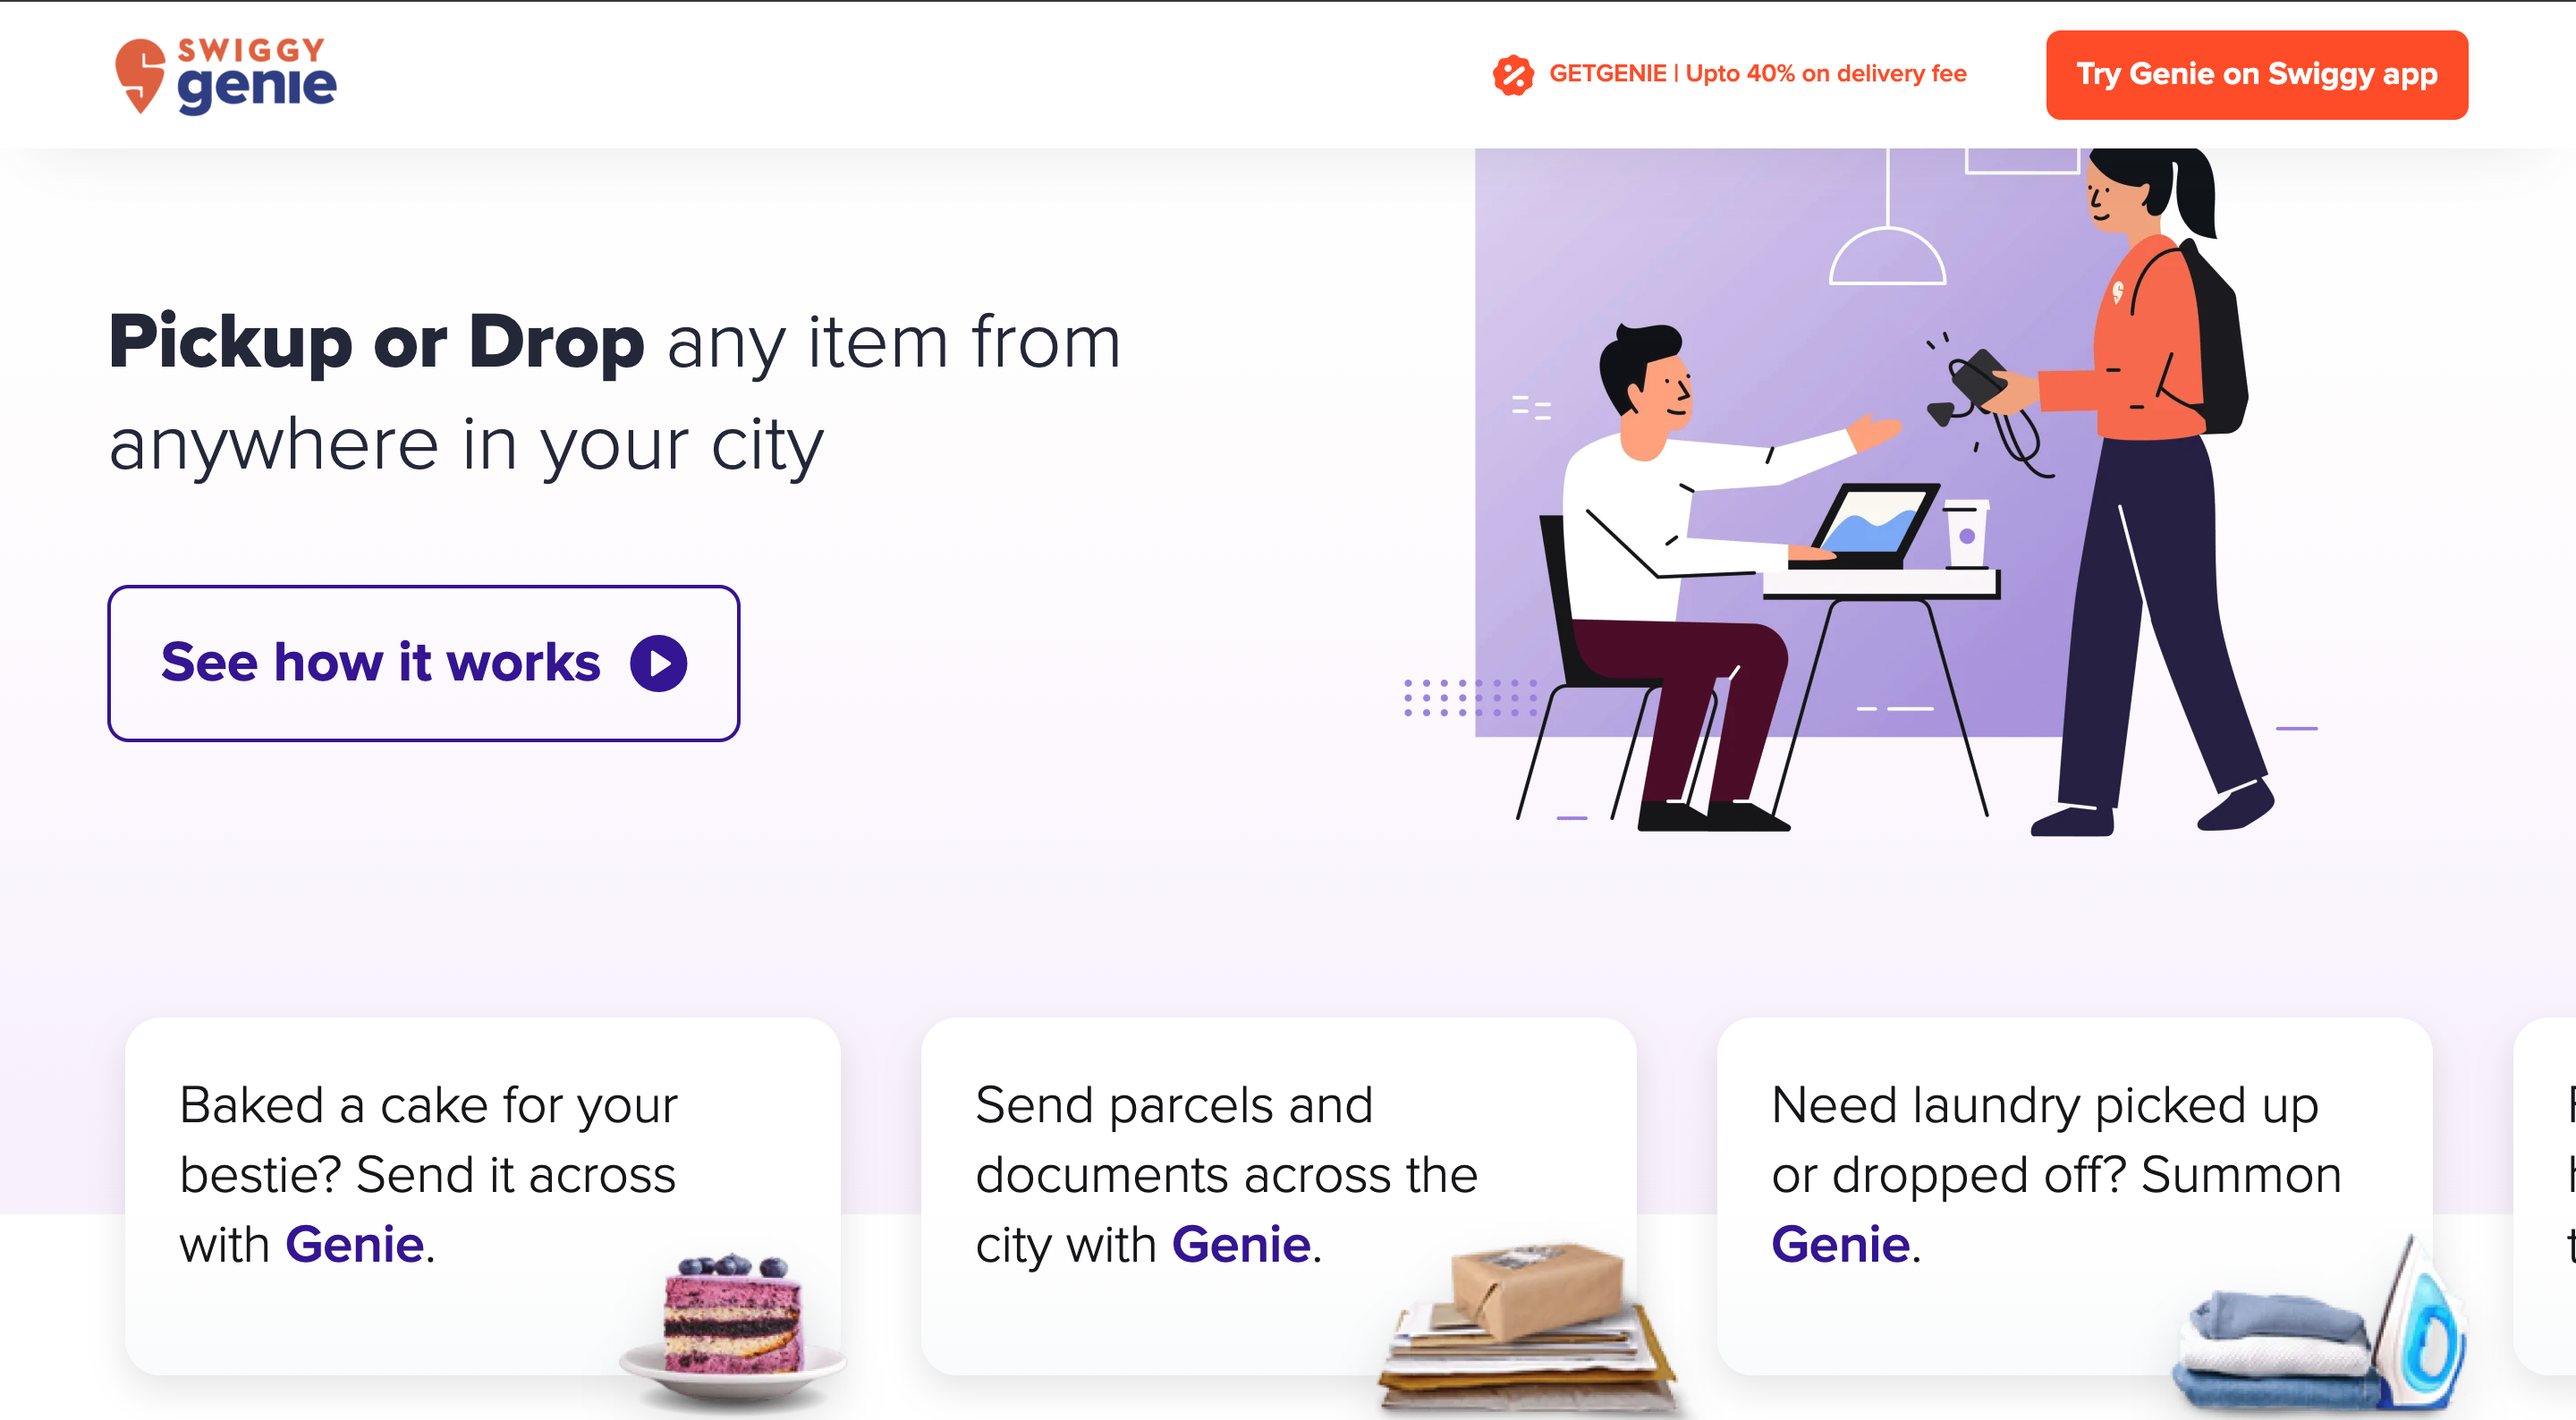 SWIGGY
genie
GETGENIE | Upto 40% on delivery fee
Try Genie on Swiggy app
Pickup or Drop any item from
anywhere in your city
See how it works
Baked a cake for your
bestie? Send it across
with Genie.
Send parcels and
documents across the
city with Genie.
Need laundry picked up
or dropped off? Summon
Genie.